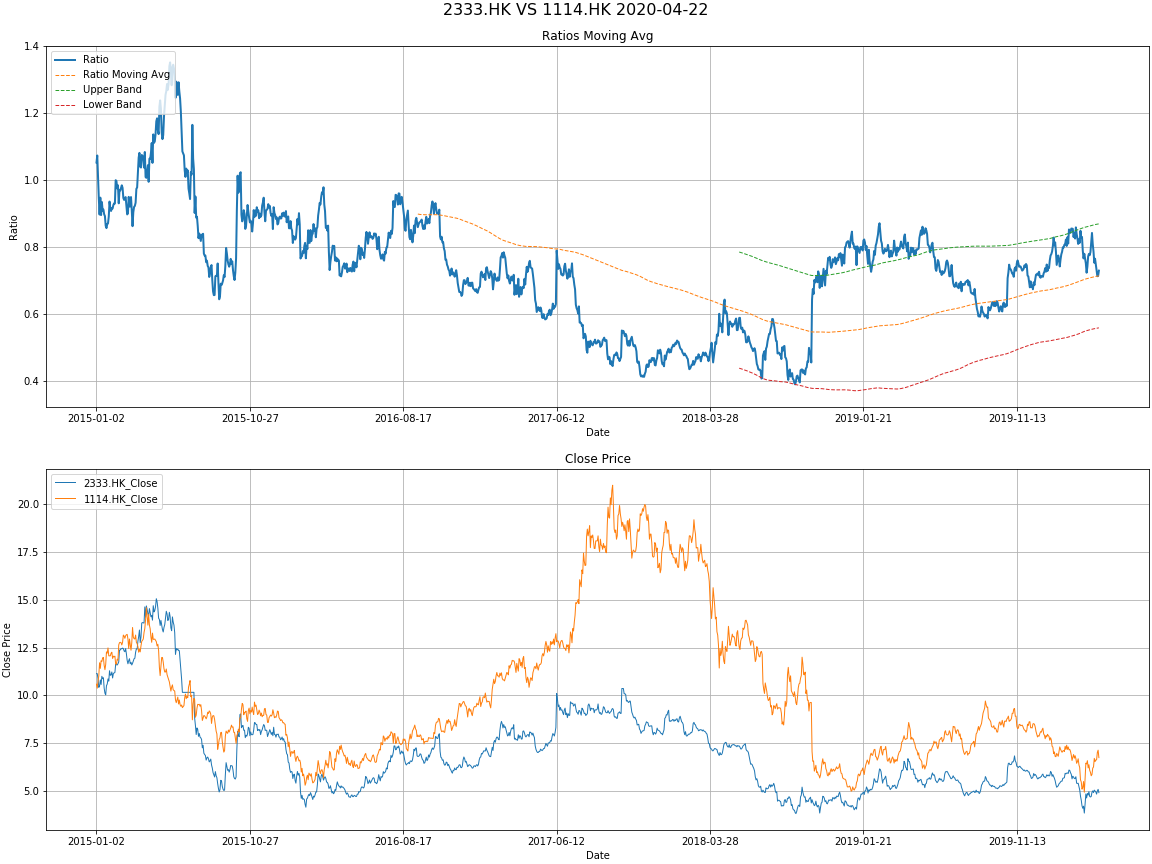 2333.HK VS 1114.HK 2020-04-22
Ratios Moving Avg
Ratio
Ratio Moving Avg
Upper Band
Lower Band
1.4
1.2
1.0
0.8
0.6
0.4
Ratio
2015-01-02 2015-10-27 2016-08-17 2017-06-12 2018-03-28 2019-01-21 2019-11-13
Date
Close Price
2333.HK_Close
1114.HK_Close
20.0
17.5
15.0
12.5
10.0
7.5
5.0
Close Price
2015-01-02 2015-10-27 2016-08-17 2017-06-12 2018-03-28 2019-01-21 2019-11-13
Date